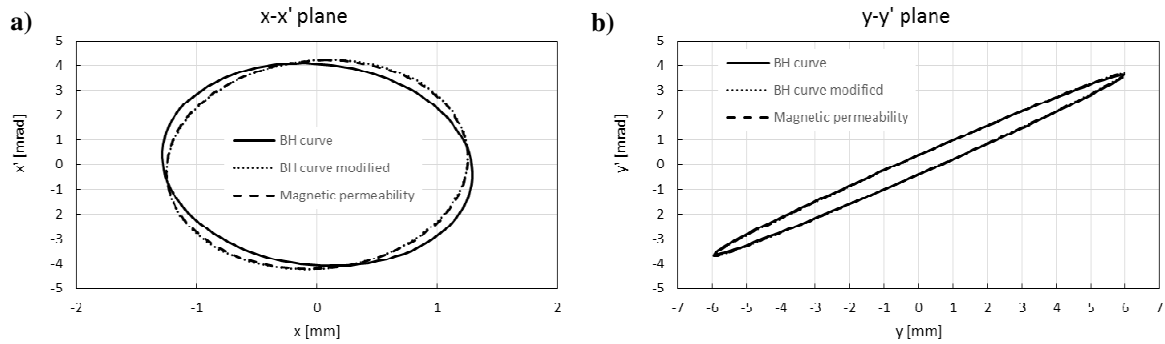 a)
x-x' plane
5
4
3
2
1
0
-1
2
-3
-4
-5
x' [mrad]
BH curve
BH curve modified
Magnetic permeability
-2 -1 0 1 2
x [mm]
b)
y-y' plane
5
4
3
2
1
0
-1
2
-3
-4
-5
y' [mrad]
BH curve
BH curve modified
Magnetic permeability
-7 -6 -5 -4 -3 -2 -1 0 1 2 3 4 5 6 7
y [mm]